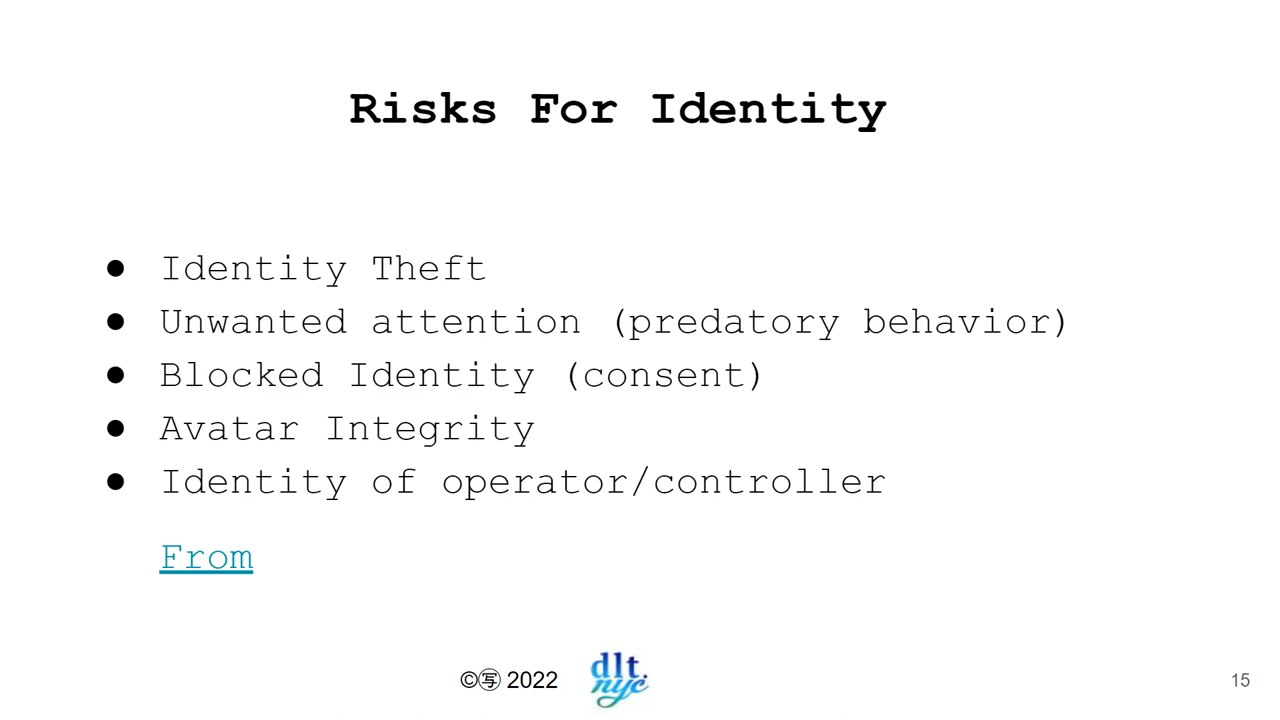 Risks For Identity
● Identity Theft
● Unwanted attention (predatory behavior)
● Blocked Identity (consent)
● Avatar Integrity
● Identity of operator/controller
From
©㊢ 2022
dlt.
nyc
15